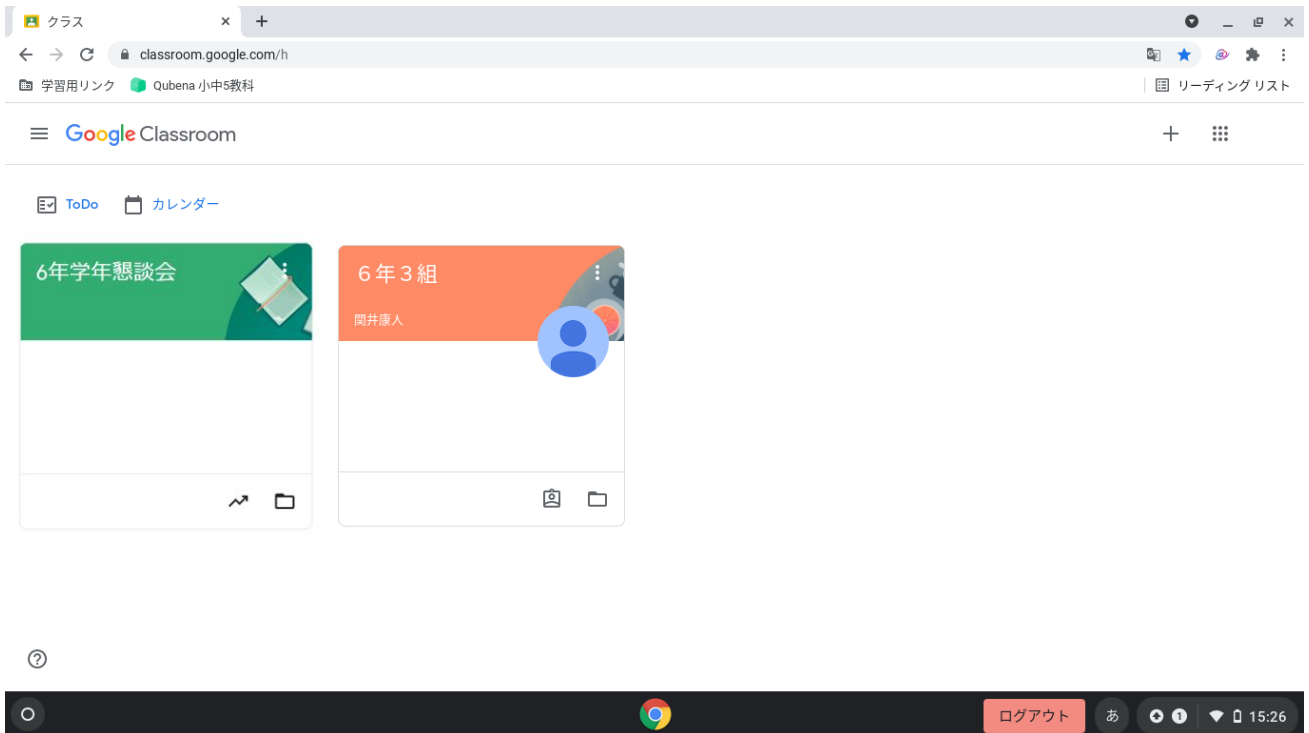 クラス
classroom.google.com/h
学習用リンク Qubena 小中5教科 リーディング リスト
Google Classroom
ToDo カレンダー
6年学年懇談会
６年３組
関井康人
ログアウト あ 1 15:26